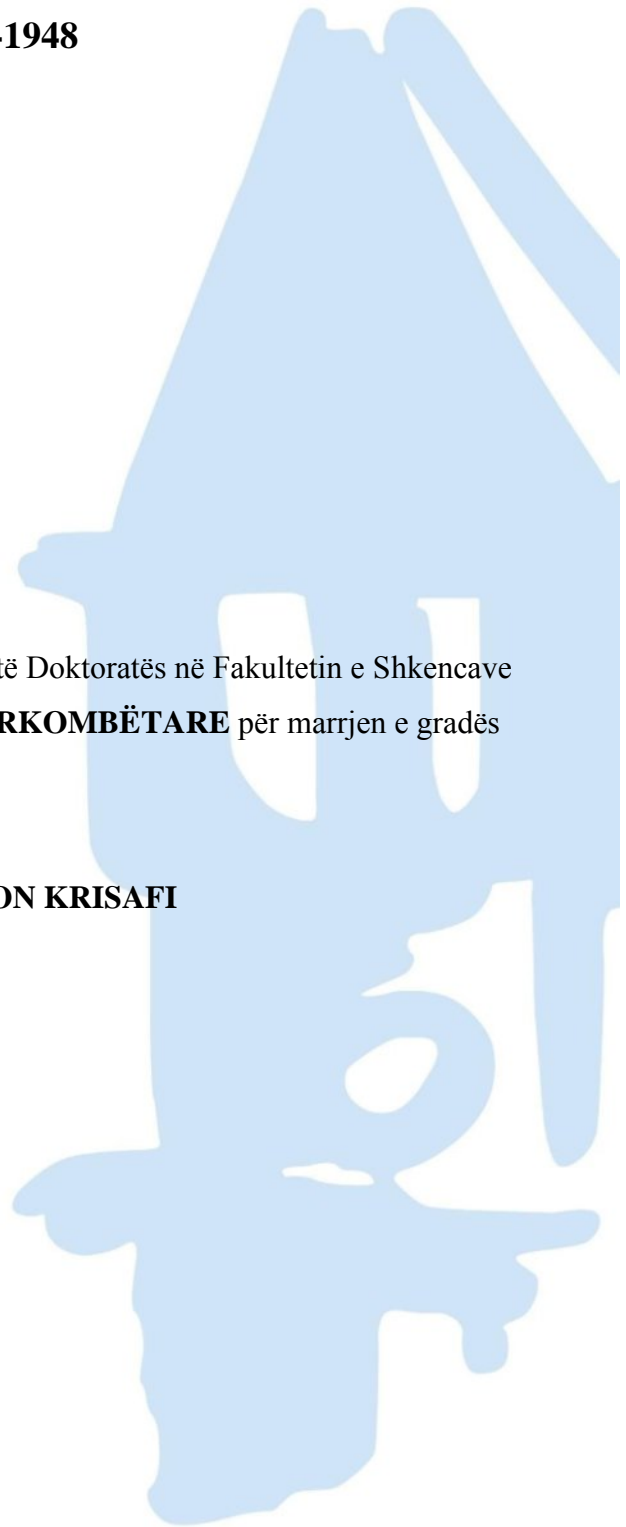 -1948
të Doktoratës në Fakultetin e Shkencave
RKOMBËTARE për marrjen e gradës
ON KRISAFI